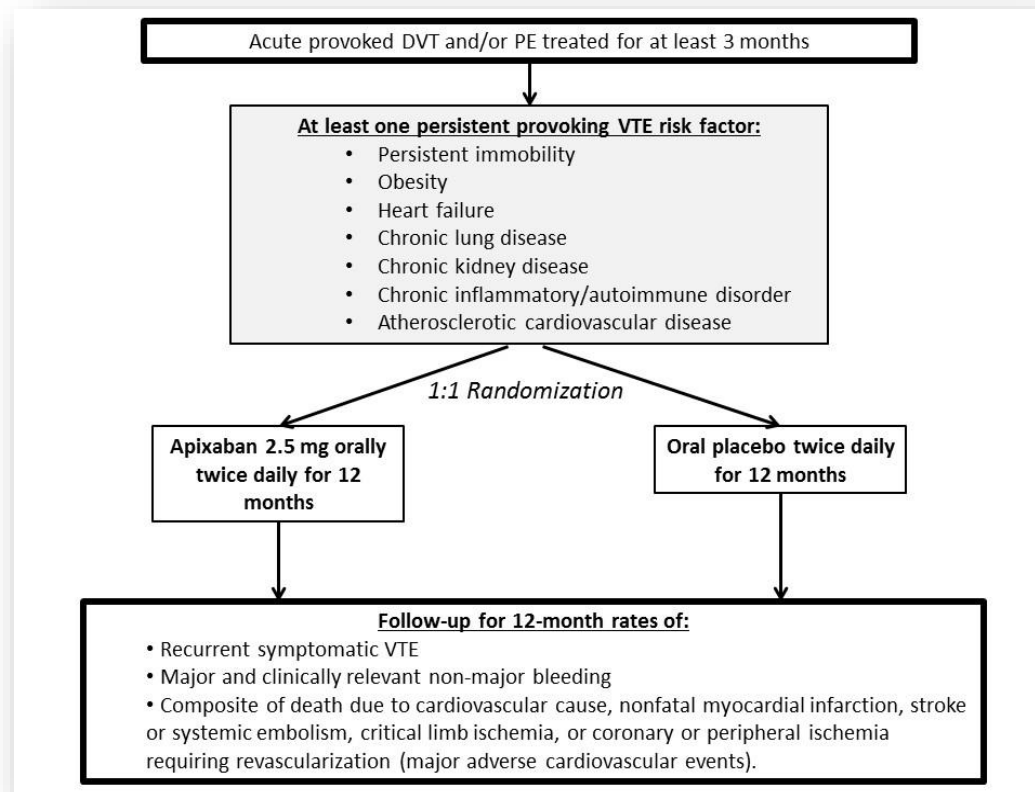 Acute provoked DVT and/or PE treated for at least 3 months
At least one persistent provoking VTE risk factor:
• Persistent immobility
• Obesity
• Heart failure
• Chronic lung disease
• Chronic kidney disease
• Chronic inflammatory/autoimmune disorder
• Atherosclerotic cardiovascular disease
1:1 Randomization
Apixaban 2.5 mg orally
twice daily for 12
months
Oral placebo twice daily
for 12 months
Follow-up for 12-month rates of:
• Recurrent symptomatic VTE
• Major and clinically relevant non-major bleeding
• Composite of death due to cardiovascular cause, nonfatal myocardial infarction, stroke
or systemic embolism, critical limb ischemia, or coronary or peripheral ischemia
requiring revascularization (major adverse cardiovascular events).